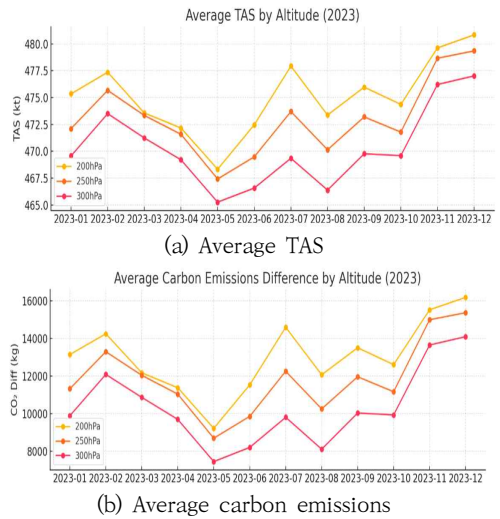 Average TAS by Altitude (2023)
TAS (kt)
480.0
477.5
475.0
472.5
470.0
467.5
465.0
200hPa
250hPa
300hPa
2023-01 2023-02 2023-03 2023-04 2023-05 2023-06 2023-07 2023-08 2023-09 2023-10 2023-11 2023-12
(a) Average TAS
Average Carbon Emissions Difference by Altitude (2023)
CO₂ Diff (kg)
16000
14000
12000
10000
8000
200hPa
250hPa
300hPa
2023-01 2023-02 2023-03 2023-04 2023-05 2023-06 2023-07 2023-08 2023-09 2023-10 2023-11 2023-12
(b) Average carbon emissions